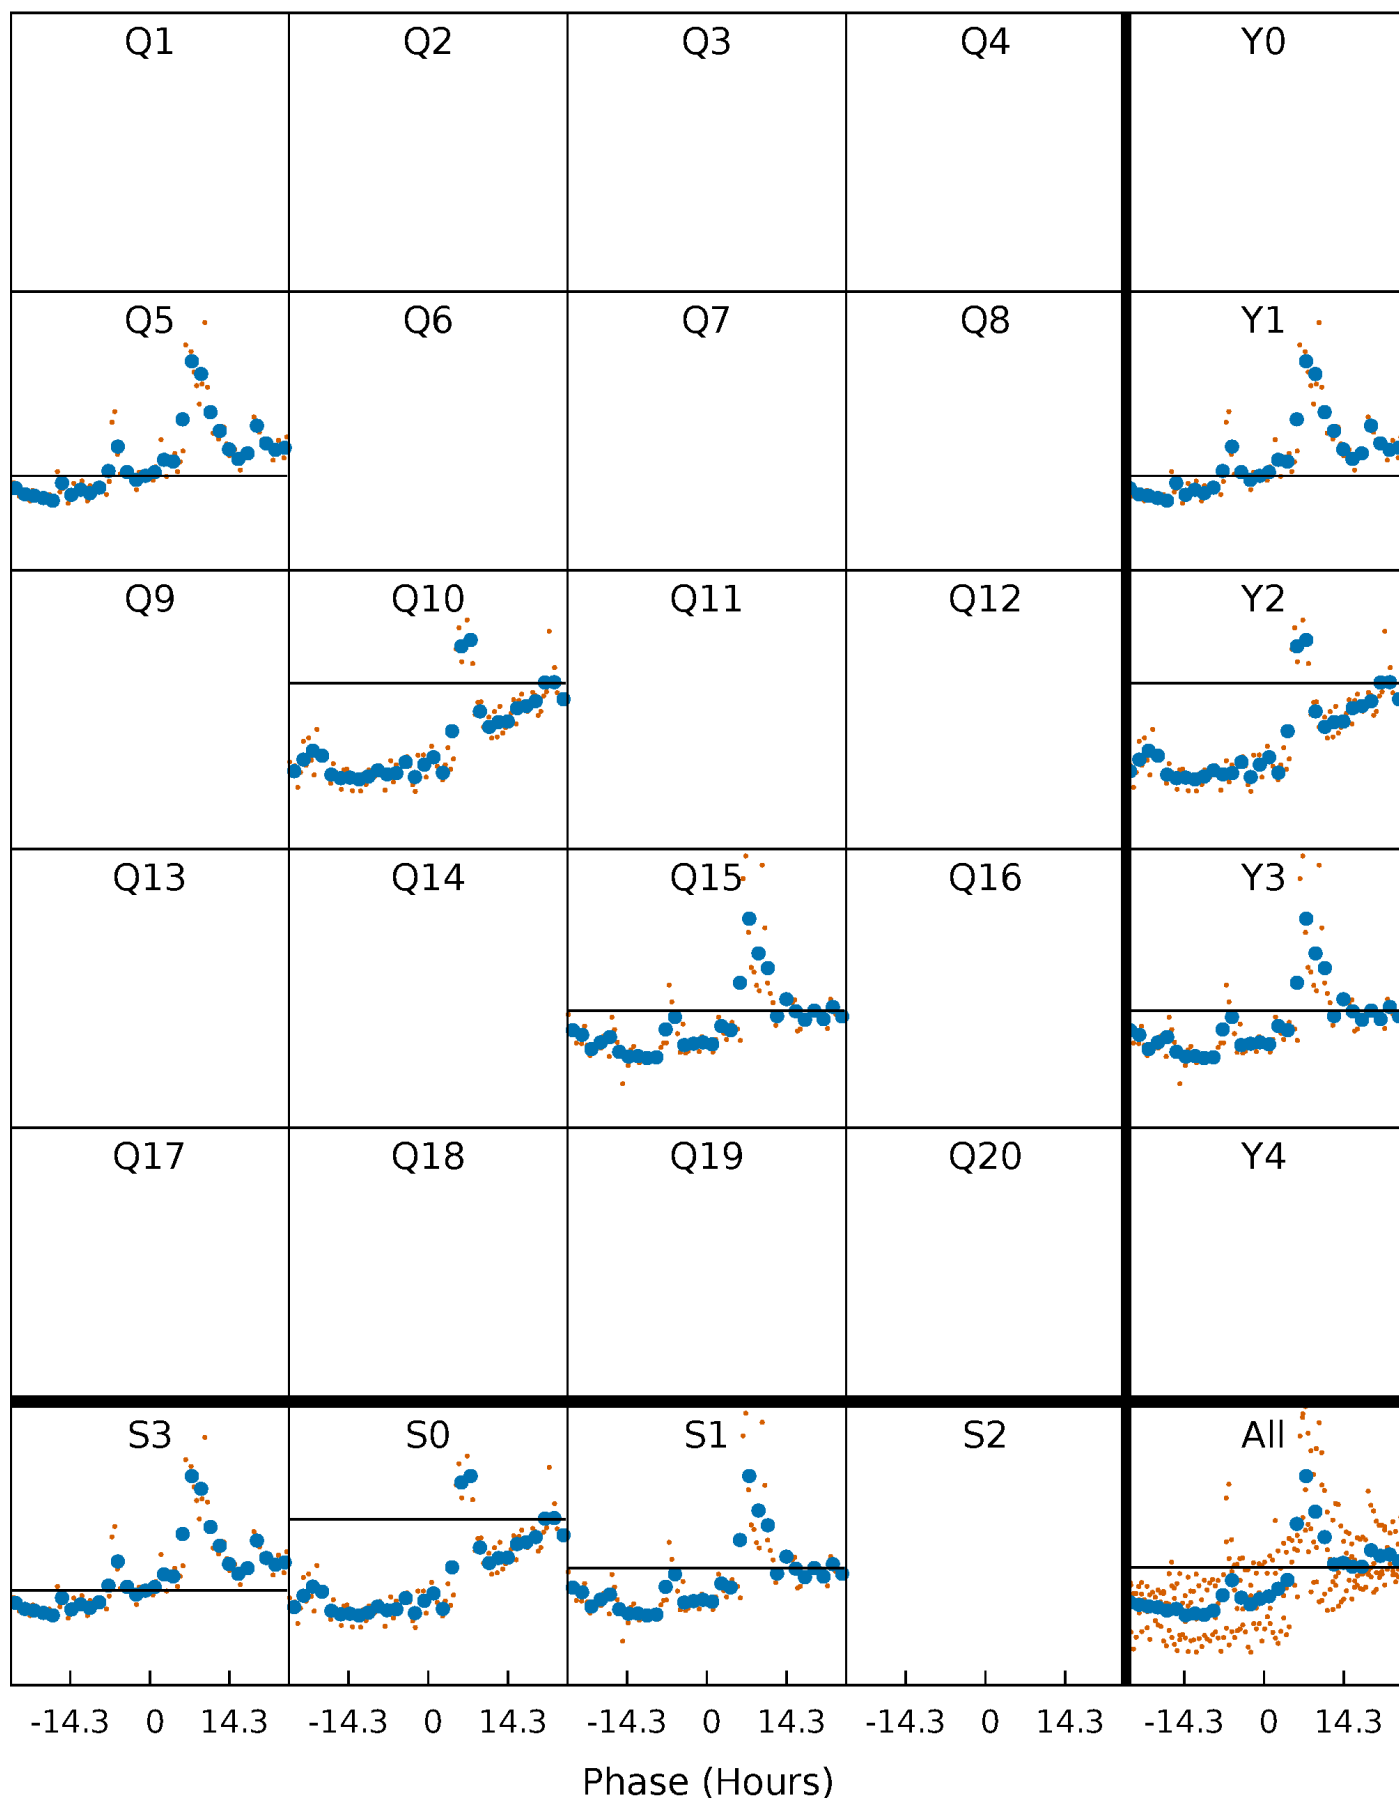 Q1 Q2 Q3 Q4 Y0
Q5 Q6 Q7 Q8 Y1
Q9 Q10 Q11 Q12 Y2
Q13 Q14 Q15 Q16 Y3
Q17 Q18 Q19 Q20 Y4
S3 S0 S1 S2 All
-14.3 0 14.3 -14.3 0 14.3 -14.3 0 14.3 -14.3 0 14.3 -14.3 0 14.3
Phase (Hours)